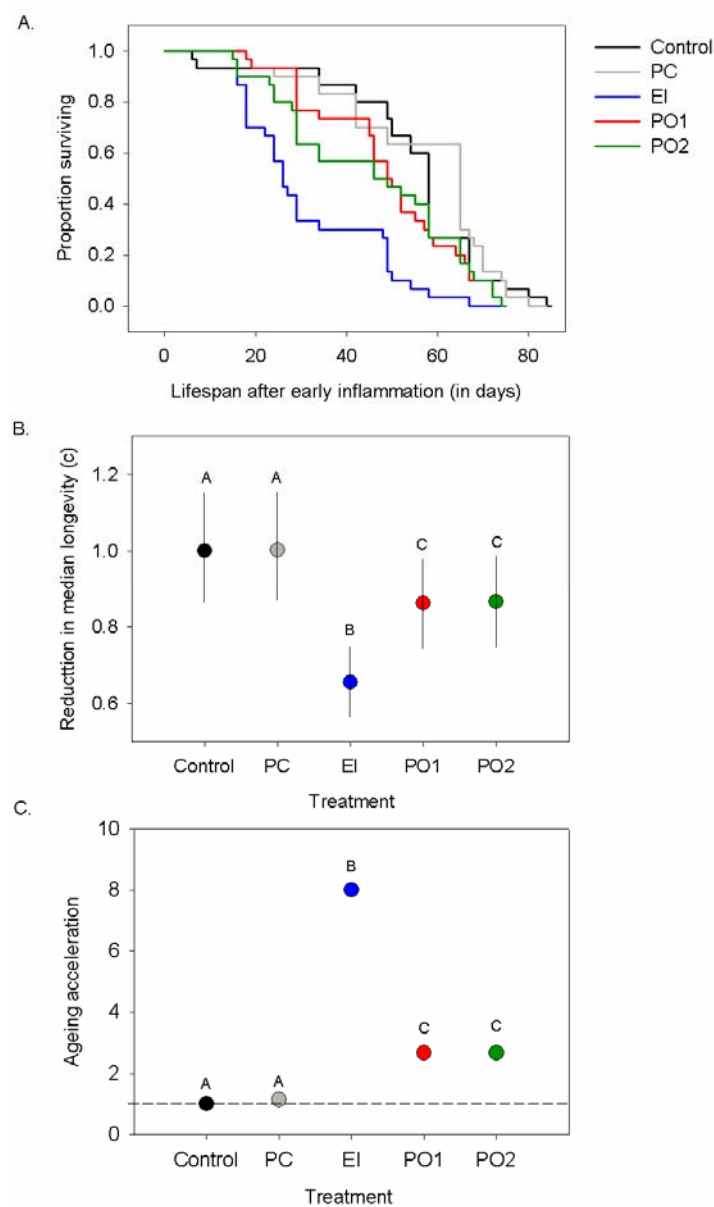 A.
Control
PC
EI
PO1
PO2
1.0
0.8
0.6
0.4
0.2
0.0
Proportion surviving
0 20 40 60 80
Lifespan after early inflammation (in days)
B.
Reducttion in median longevity (c)
1.2
1.0
0.8
0.6
A A B C C
Control PC EI PO1 PO2
Treatment
C.
Ageing acceleration
10
8
6
4
2
0
A A B C C
Control PC EI PO1 PO2
Treatment